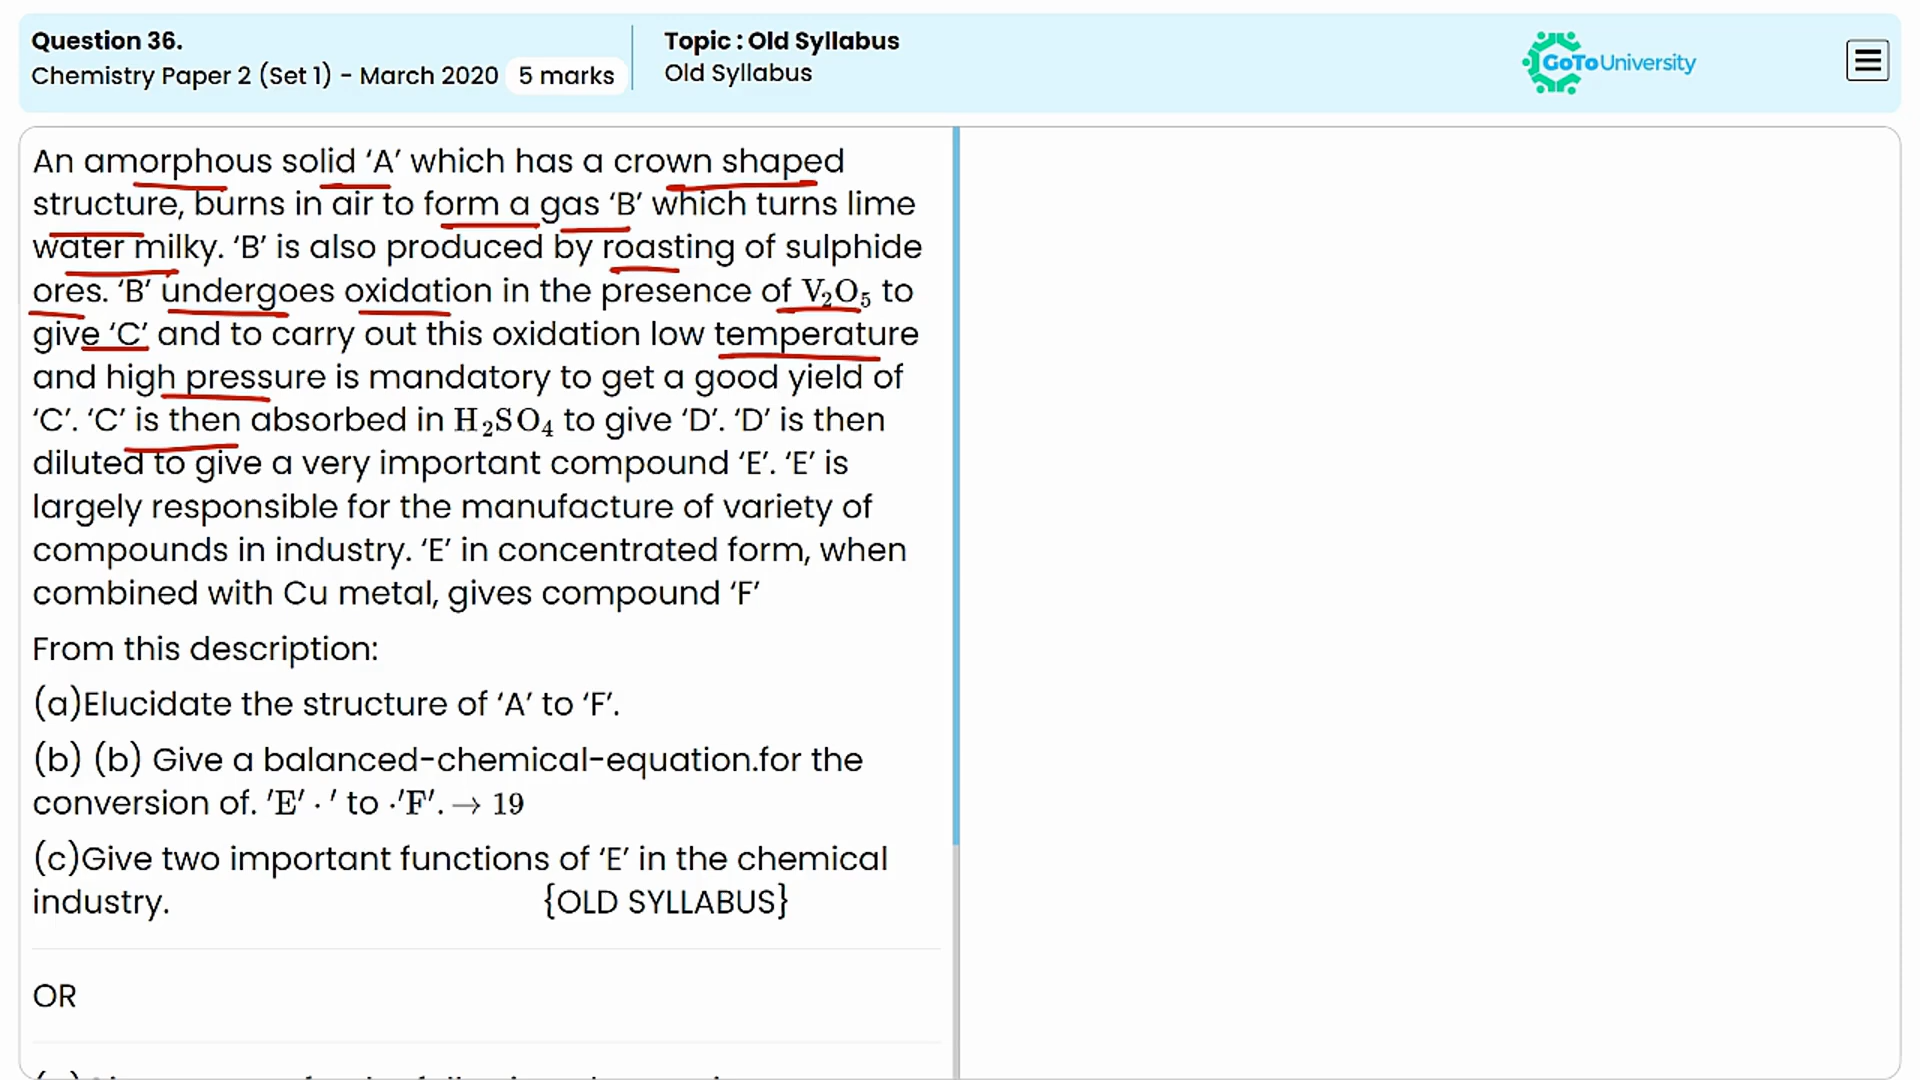 Question 36.
Chemistry Paper 2 (Set 1) - March 2020 5 marks
Topic : Old Syllabus
Old Syllabus
GoToUniversity
An amorphous solid ‘A’ which has a crown shaped
structure, burns in air to form a gas ‘B’ which turns lime
water milky. ‘B’ is also produced by roasting of sulphide
ores. ‘B’ undergoes oxidation in the presence of V₂O₅ to
give ‘C’ and to carry out this oxidation low temperature
and high pressure is mandatory to get a good yield of
‘C’. ‘C’ is then absorbed in H₂SO₄ to give ‘D’. ‘D’ is then
diluted to give a very important compound ‘E’. ‘E’ is
largely responsible for the manufacture of variety of
compounds in industry. ‘E’ in concentrated form, when
combined with Cu metal, gives compound ‘F’
From this description:
(a)Elucidate the structure of ‘A’ to ‘F’.
(b) (b) Give a balanced-chemical-equation.for the
conversion of. ′E′ · ′ to ·′F′. → 19
(c)Give two important functions of ‘E’ in the chemical
industry. {OLD SYLLABUS}
OR